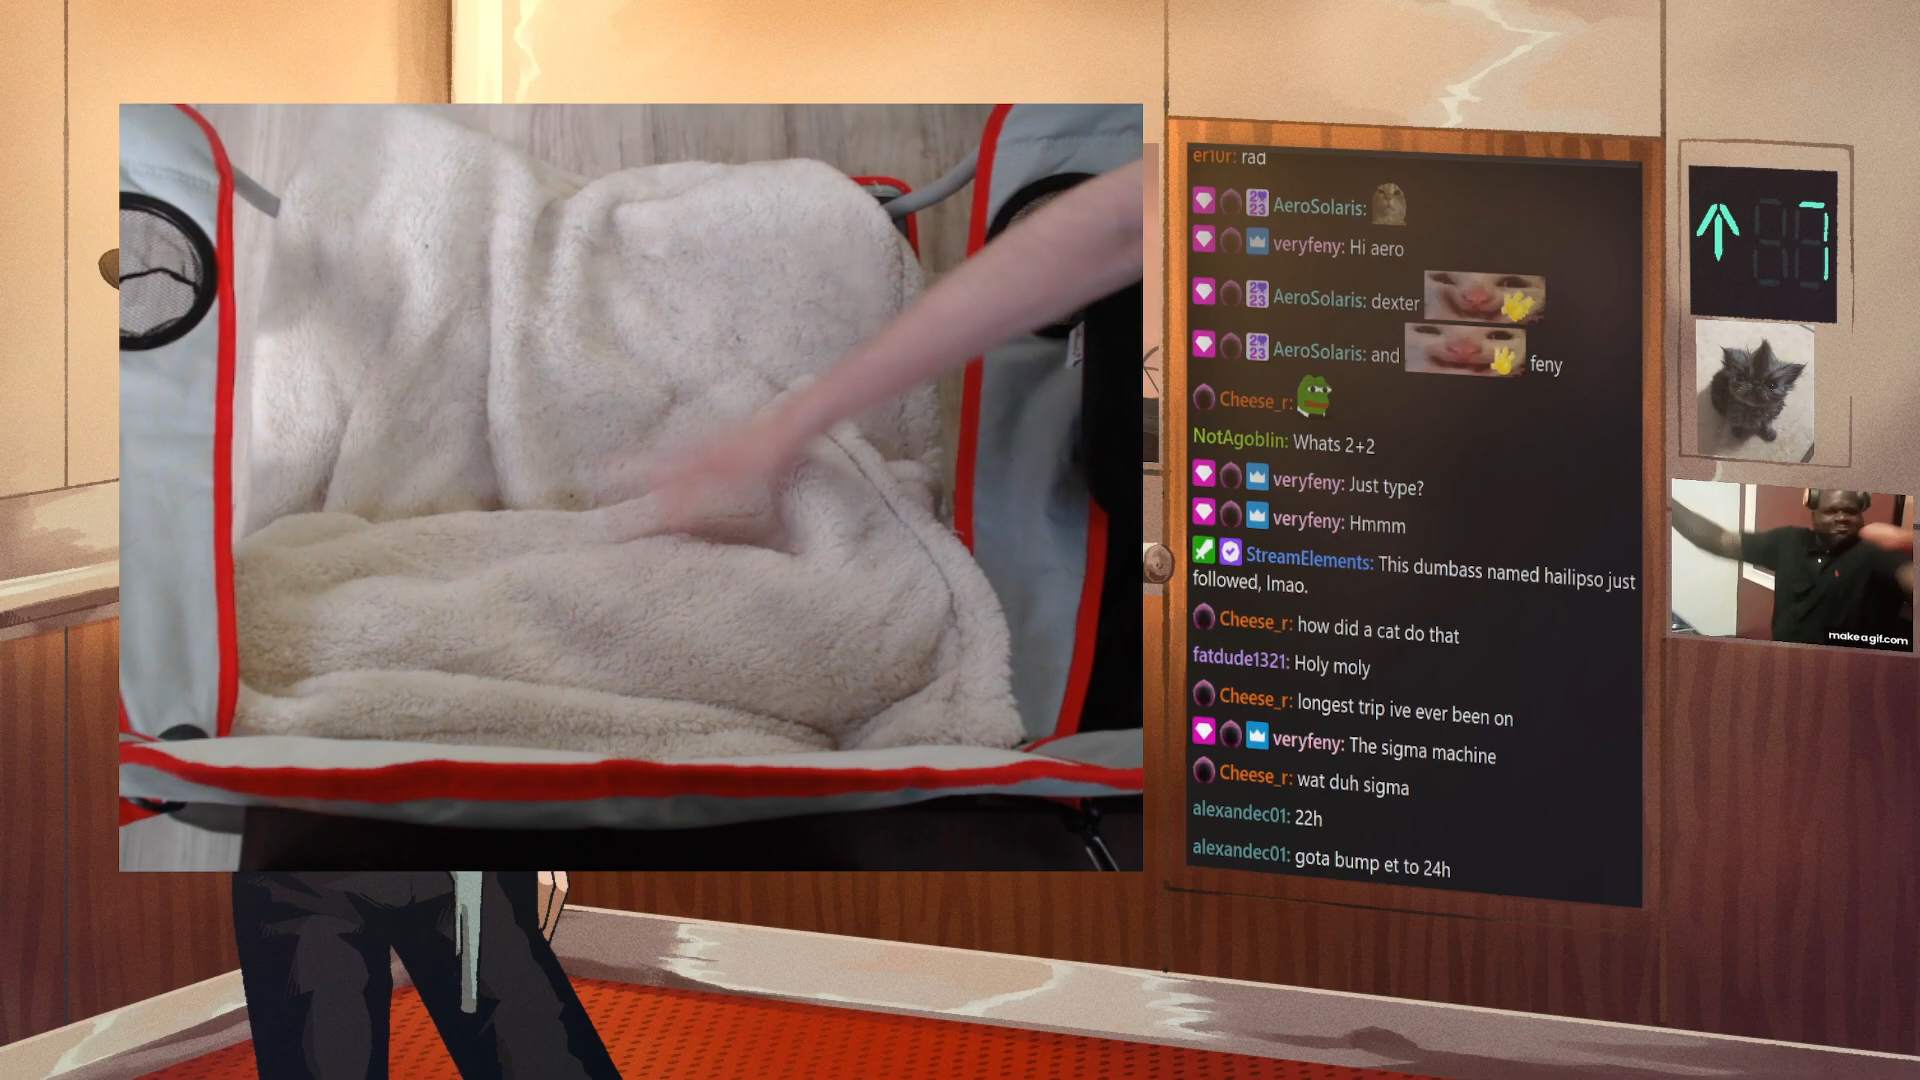 er1ur: rad
AeroSolaris:
veryfeny: Hi aero
AeroSolaris: dexter
AeroSolaris: and feny
Cheese_r:
NotAgoblin: Whats 2+2
veryfeny: Just type?
veryfeny: Hmmm
StreamElements: This dumbass named hailipso just
followed, lmao.
Cheese_r: how did a cat do that
fatdude1321: Holy moly
Cheese_r: longest trip ive ever been on
veryfeny: The sigma machine
Cheese_r: wat duh sigma
alexandec01: 22h
alexandec01: gota bump et to 24h
7
makeagif.com